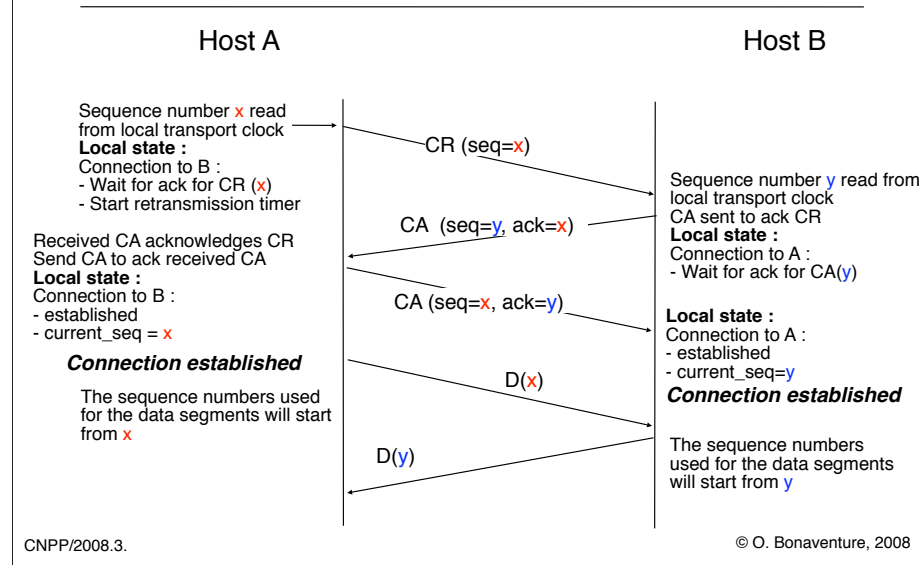 Host A
Host B
Sequence number x read
from local transport clock
Local state :
Connection to B :
- Wait for ack for CR (x)
- Start retransmission timer
CR (seq=x)
Sequence number y read from
local transport clock
CA sent to ack CR
Local state :
Connection to A :
- Wait for ack for CA(y)
CA (seq=y, ack=x)
Received CA acknowledges CR
Send CA to ack received CA
Local state :
Connection to B :
- established
- current_seq = x
Connection established
CA (seq=x, ack=y)
Local state :
Connection to A :
- established
- current_seq=y
Connection established
D(x)
The sequence numbers used
for the data segments will start
from x
D(y)
The sequence numbers
used for the data segments
will start from y
CNPP/2008.3.
© O. Bonaventure, 2008